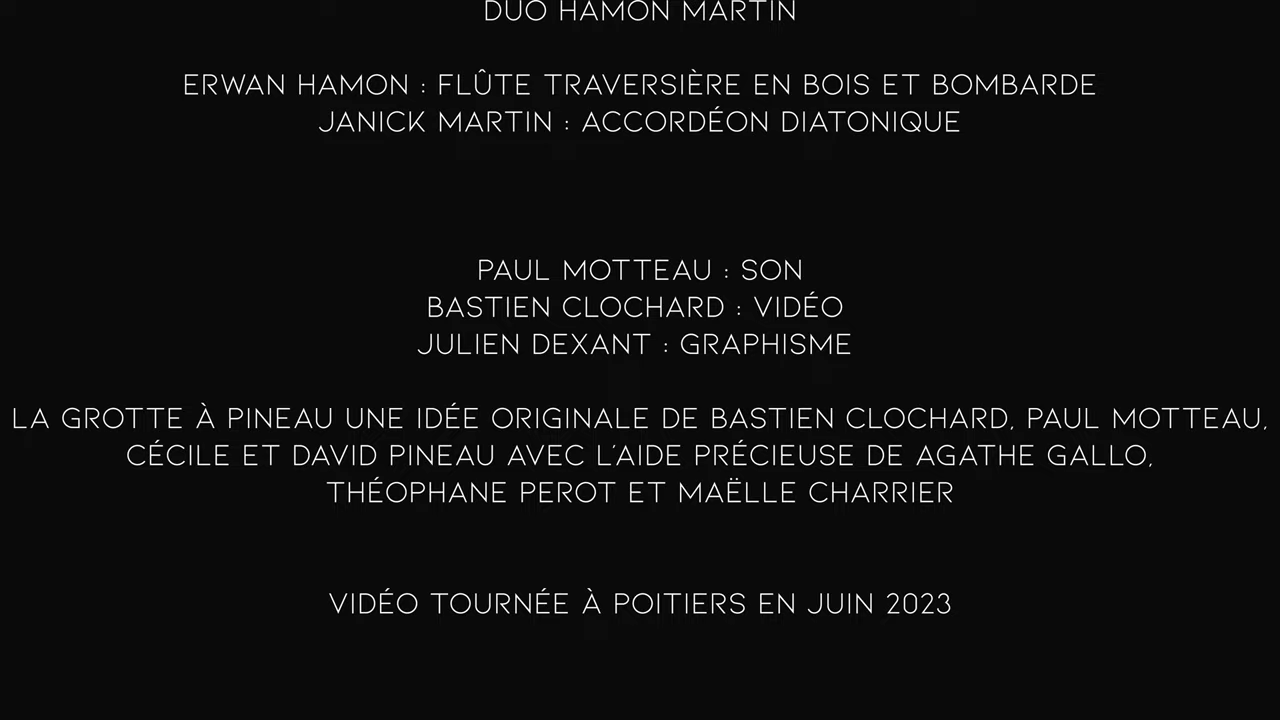 DUO HAMON MARTIN
ERWAN HAMON : FLÛTE TRAVERSIÈRE EN BOIS ET BOMBARDE
JANICK MARTIN : ACCORDÉON DIATONIQUE
PAUL MOTTEAU : SON
BASTIEN CLOCHARD : VIDÉO
JULIEN DEXANT : GRAPHISME
LA GROTTE À PINEAU UNE IDÉE ORIGINALE DE BASTIEN CLOCHARD, PAUL MOTTEAU,
CÉCILE ET DAVID PINEAU AVEC L'AIDE PRÉCIEUSE DE AGATHE GALLO,
THÉOPHANE PEROT ET MAËLLE CHARRIER
VIDÉO TOURNÉE À POITIERS EN JUIN 2023